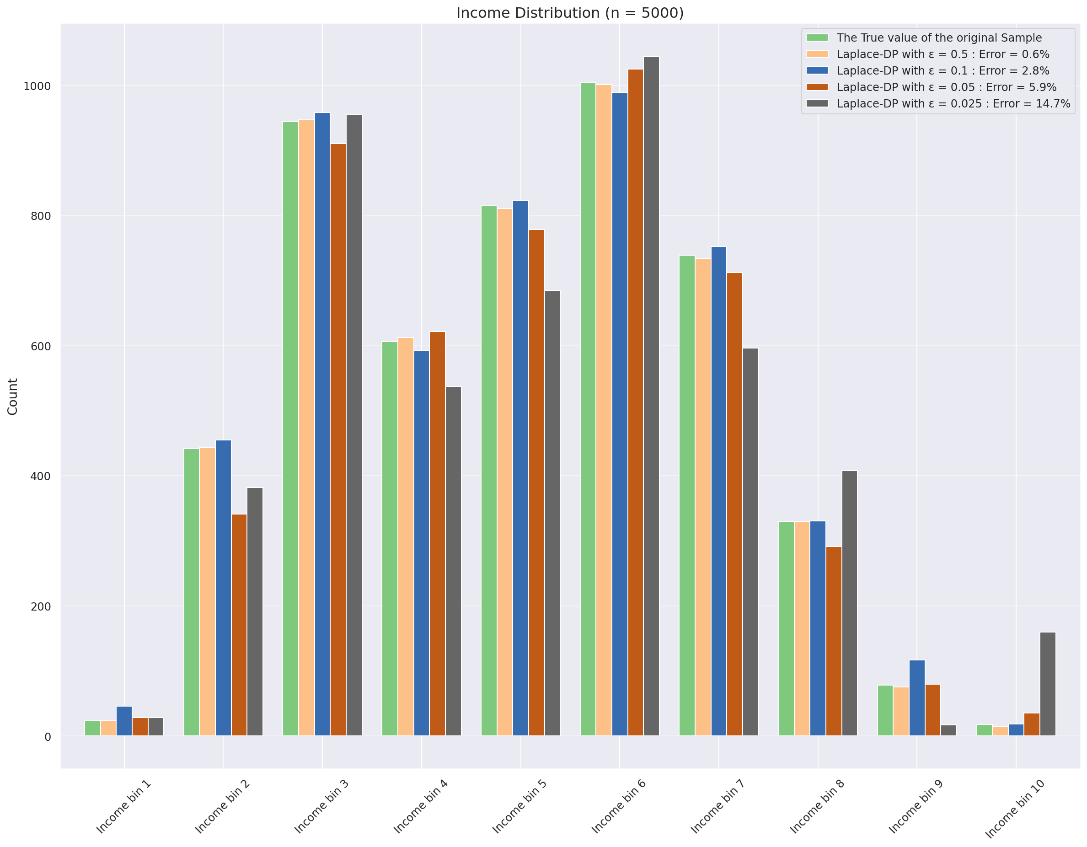 Income Distribution (n = 5000)
The True value of the original Sample
Laplace-DP with ε = 0.5 : Error = 0.6%
Laplace-DP with ε = 0.1 : Error = 2.8%
Laplace-DP with ε = 0.05 : Error = 5.9%
Laplace-DP with ε = 0.025 : Error = 14.7%
Count
1000
800
600
400
200
0
Income bin 1
Income bin 2
Income bin 3
Income bin 4
Income bin 5
Income bin 6
Income bin 7
Income bin 8
Income bin 9
Income bin 10